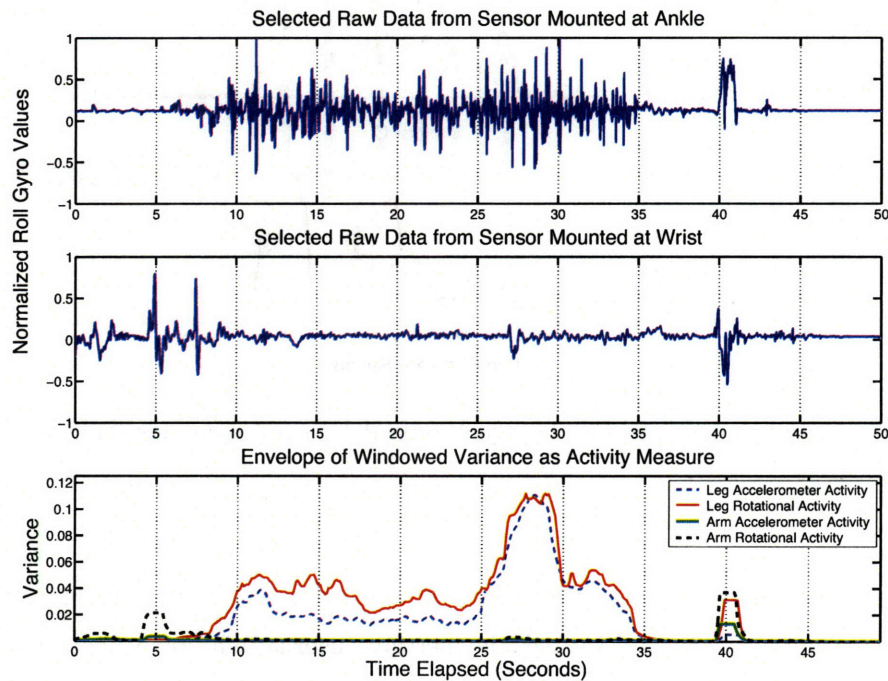 Selected Raw Data from Sensor Mounted at Ankle
1
0.5
0
−0.5
−1
0 5 10 15 20 25 30 35 40 45 50
Normalized Roll Gyro Values
Selected Raw Data from Sensor Mounted at Wrist
1
0.5
0
−0.5
−1
0 5 10 15 20 25 30 35 40 45 50
Envelope of Windowed Variance as Activity Measure
0.12
0.1
0.08
0.06
0.04
0.02
Variance
Leg Accelerometer Activity
Leg Rotational Activity
Arm Accelerometer Activity
Arm Rotational Activity
0 5 10 15 20 25 30 35 40 45
Time Elapsed (Seconds)